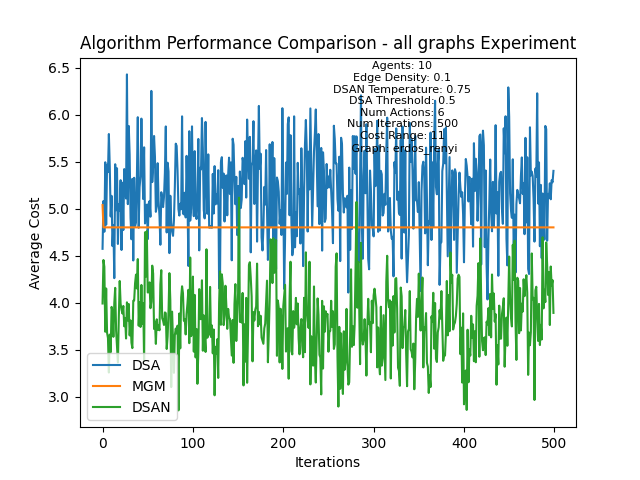 Algorithm Performance Comparison - all graphs Experiment
Agents: 10
Edge Density: 0.1
DSAN Temperature: 0.75
DSA Threshold: 0.5
Num Actions: 6
Num Iterations: 500
Cost Range: 11
Graph: erdos_renyi
Average Cost
6.5
6.0
5.5
5.0
4.5
4.0
3.5
3.0
DSA
MGM
DSAN
0 100 200 300 400 500
Iterations